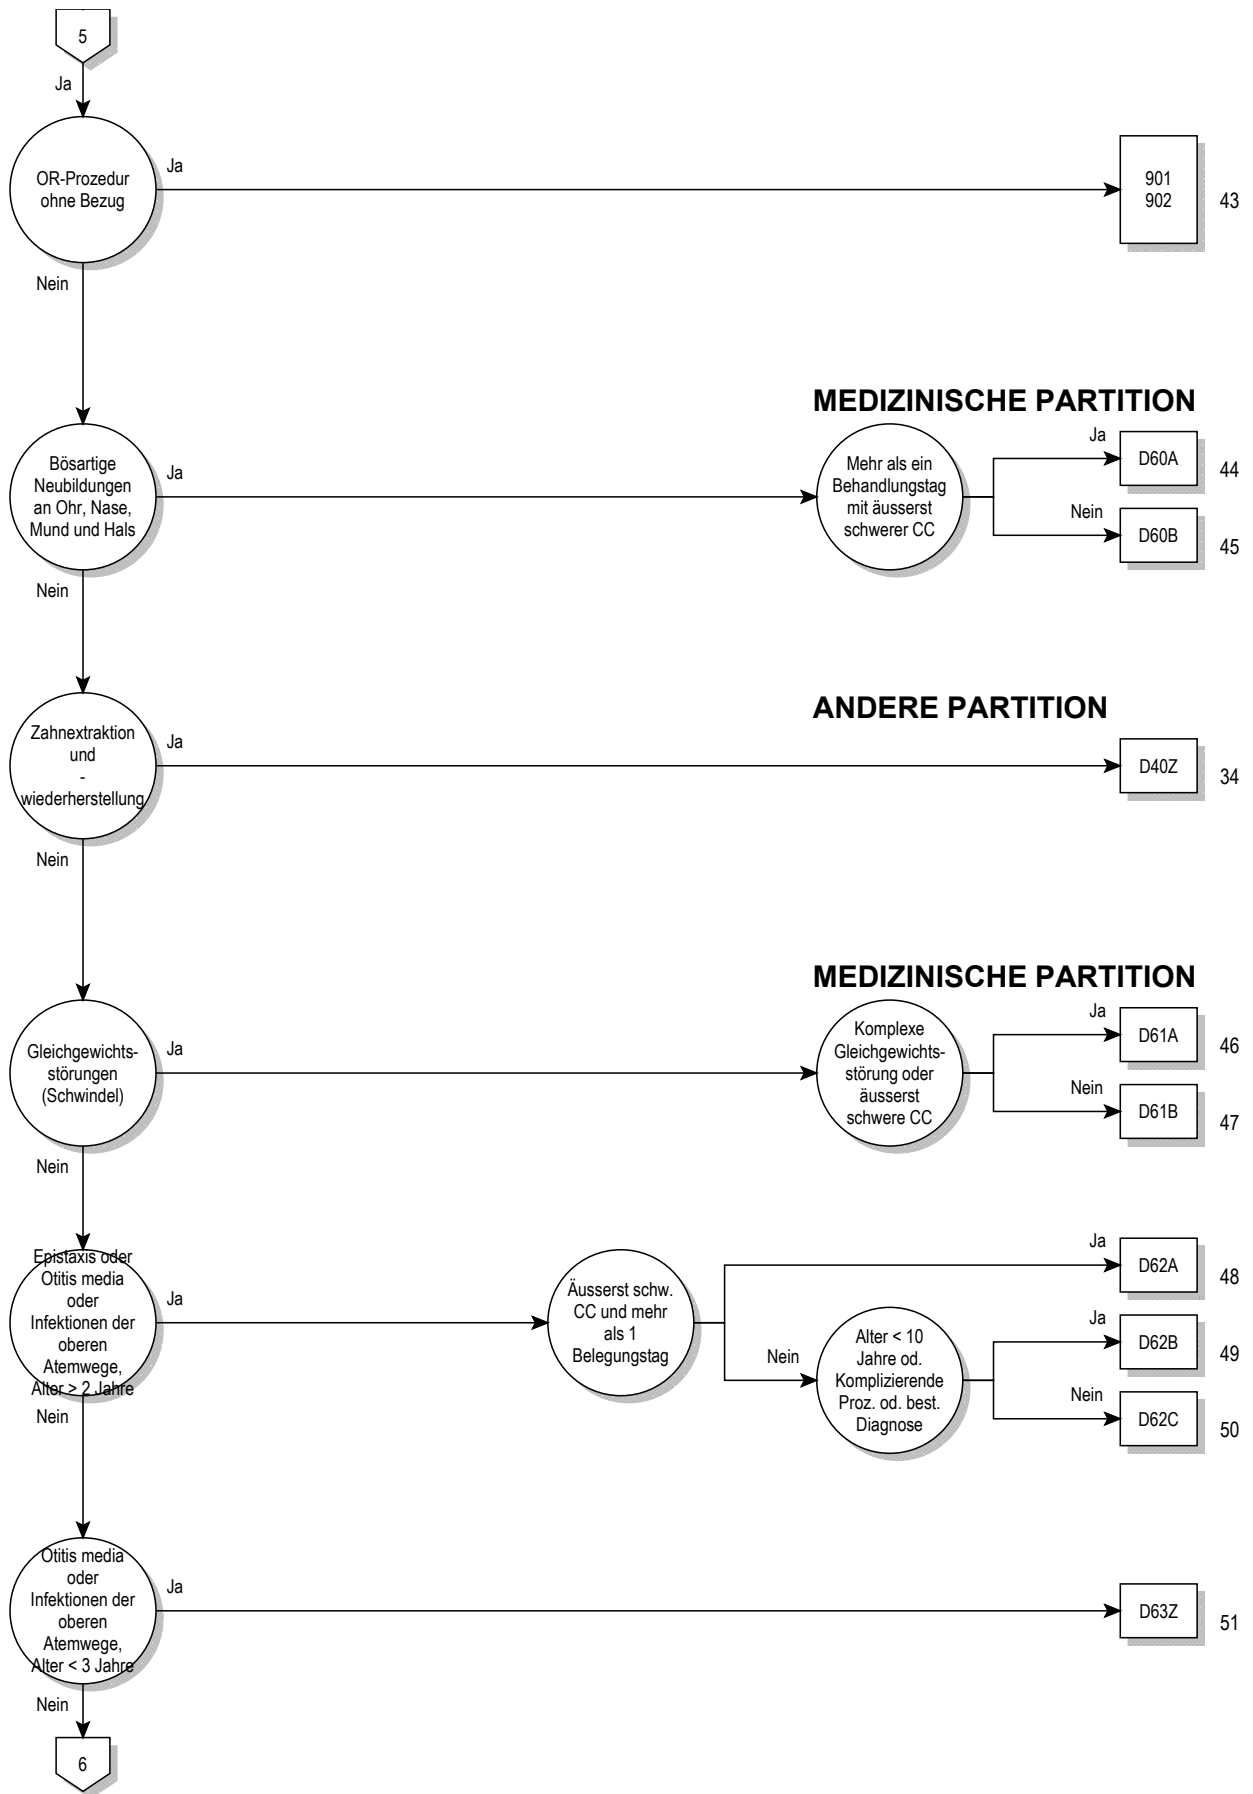 5
Ja
OR-Prozedur
ohne Bezug
Ja
901
902
43
Nein
MEDIZINISCHE PARTITION
Bösartige
Neubildungen
an Ohr, Nase,
Mund und Hals
Ja
Mehr als ein
Behandlungstag
mit äusserst
schwerer CC
Ja
D60A
44
Nein
D60B
45
Nein
ANDERE PARTITION
Zahnextraktion
und
-
wiederherstellung
Ja
D40Z
34
Nein
MEDIZINISCHE PARTITION
Gleichgewichts-
störungen
(Schwindel)
Ja
Komplexe
Gleichgewichts-
störung oder
äusserst
schwere CC
Ja
D61A
46
Nein
D61B
47
Nein
Epistaxis oder
Otitis media
oder
Infektionen der
oberen
Atemwege,
Alter > 2 Jahre
Ja
Äusserst schw.
CC und mehr
als 1
Belegungstag
Ja
D62A
48
Nein
Alter < 10
Jahre od.
Komplizierende
Proz. od. best.
Diagnose
Ja
D62B
49
Nein
D62C
50
Nein
Otitis media
oder
Infektionen der
oberen
Atemwege,
Alter < 3 Jahre
Ja
D63Z
51
Nein
6